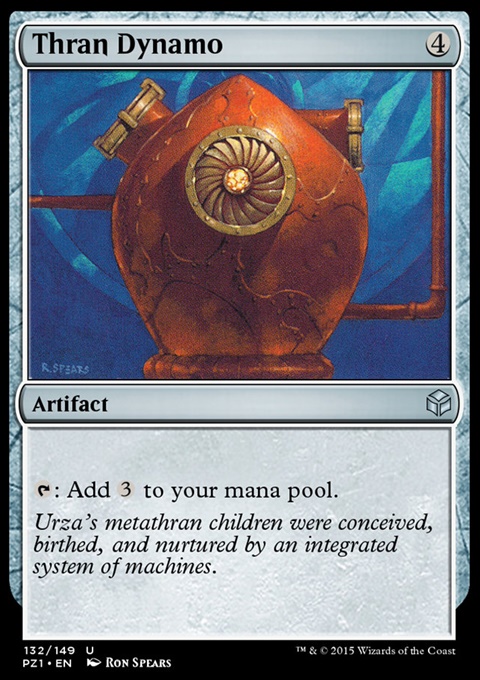 Thran Dynamo 4
R. SPEARS
Artifact
: Add 3 to your mana pool.
Urza's metathran children were conceived,
birthed, and nurtured by an integrated
system of machines.
132/149 U
PZ1 • EN Ron Spears
™ & © 2015 Wizards of the Coast